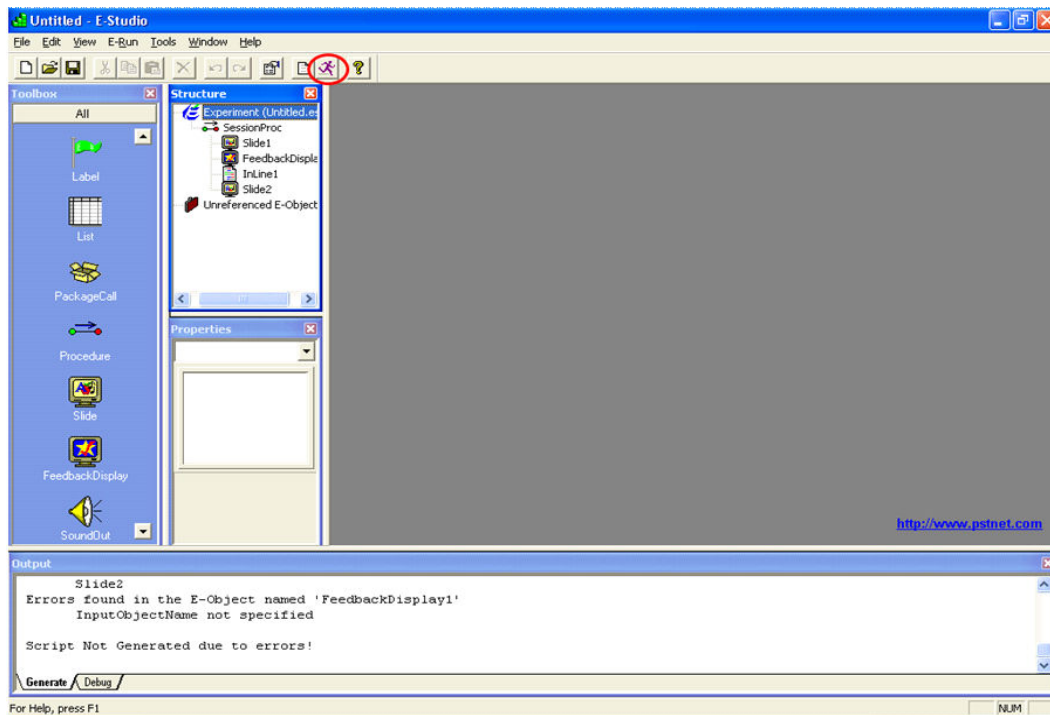 Untitled - E-Studio
File Edit View E-Run Tools Window Help
Toolbox
All
Label
List
PackageCall
Procedure
Slide
FeedbackDisplay
SoundOut
Structure
Experiment (Untitled.es
SessionProc
Slide1
FeedbackDispla
InLine1
Slide2
Unreferenced E-Object
Properties
http://www.pstnet.com
Output
Slide2
Errors found in the E-Object named 'FeedbackDisplay1'
InputObjectName not specified
Script Not Generated due to errors!
Generate Debug
For Help, press F1
NUM